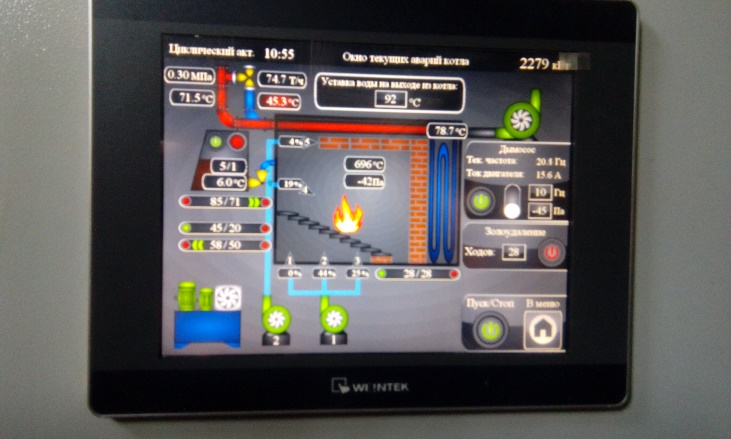 Циклический акт. 10:55 Окно текущих аварий котла 2279 кВт
0.30 МПа 74.7 Т/ч Уставка воды на выходе из котла:
71.5 °C 45.3 °C 92 °C
78.7 °C
4% 5
Дымосос
Тек. частота: 20.8 Гц
Ток двигателя: 15.6 А
5/1 696 °C
6.0 °C 19% 4 -42 Па 10 Гц
85/71 -45 Па
45/20 Золоудаление
58/50 Ходов: 28
1 2 3
0% 44% 25% 28/28
Пуск/Стоп В меню
2 1
WEINTEK